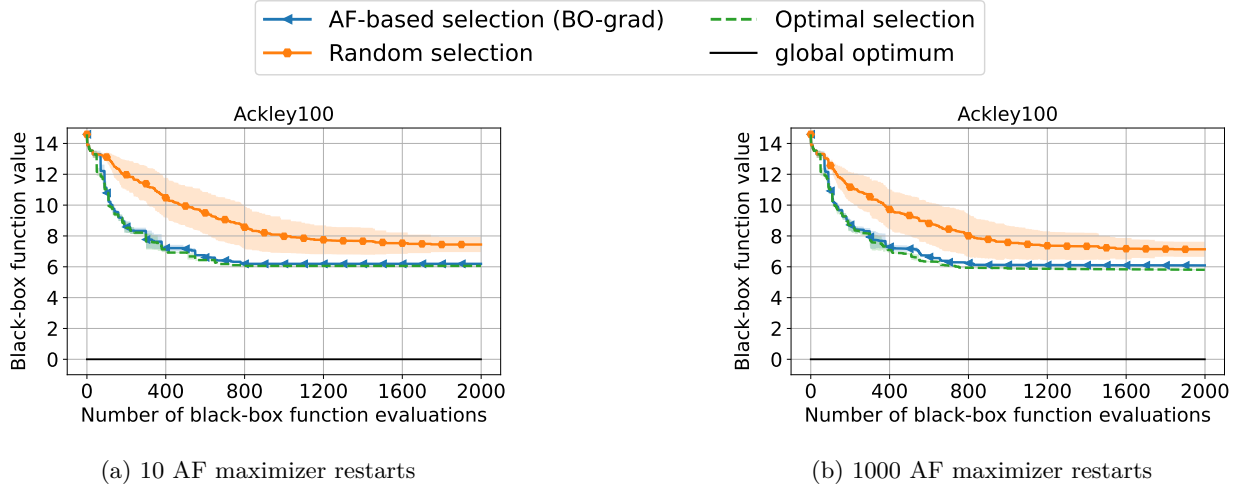 AF-based selection (BO-grad)
Optimal selection
Random selection
global optimum
Ackley100
Black-box function value
14
12
10
8
6
4
2
0
0 400 800 1200 1600 2000
Number of black-box function evaluations
(a) 10 AF maximizer restarts
Ackley100
Black-box function value
14
12
10
8
6
4
2
0
0 400 800 1200 1600 2000
Number of black-box function evaluations
(b) 1000 AF maximizer restarts